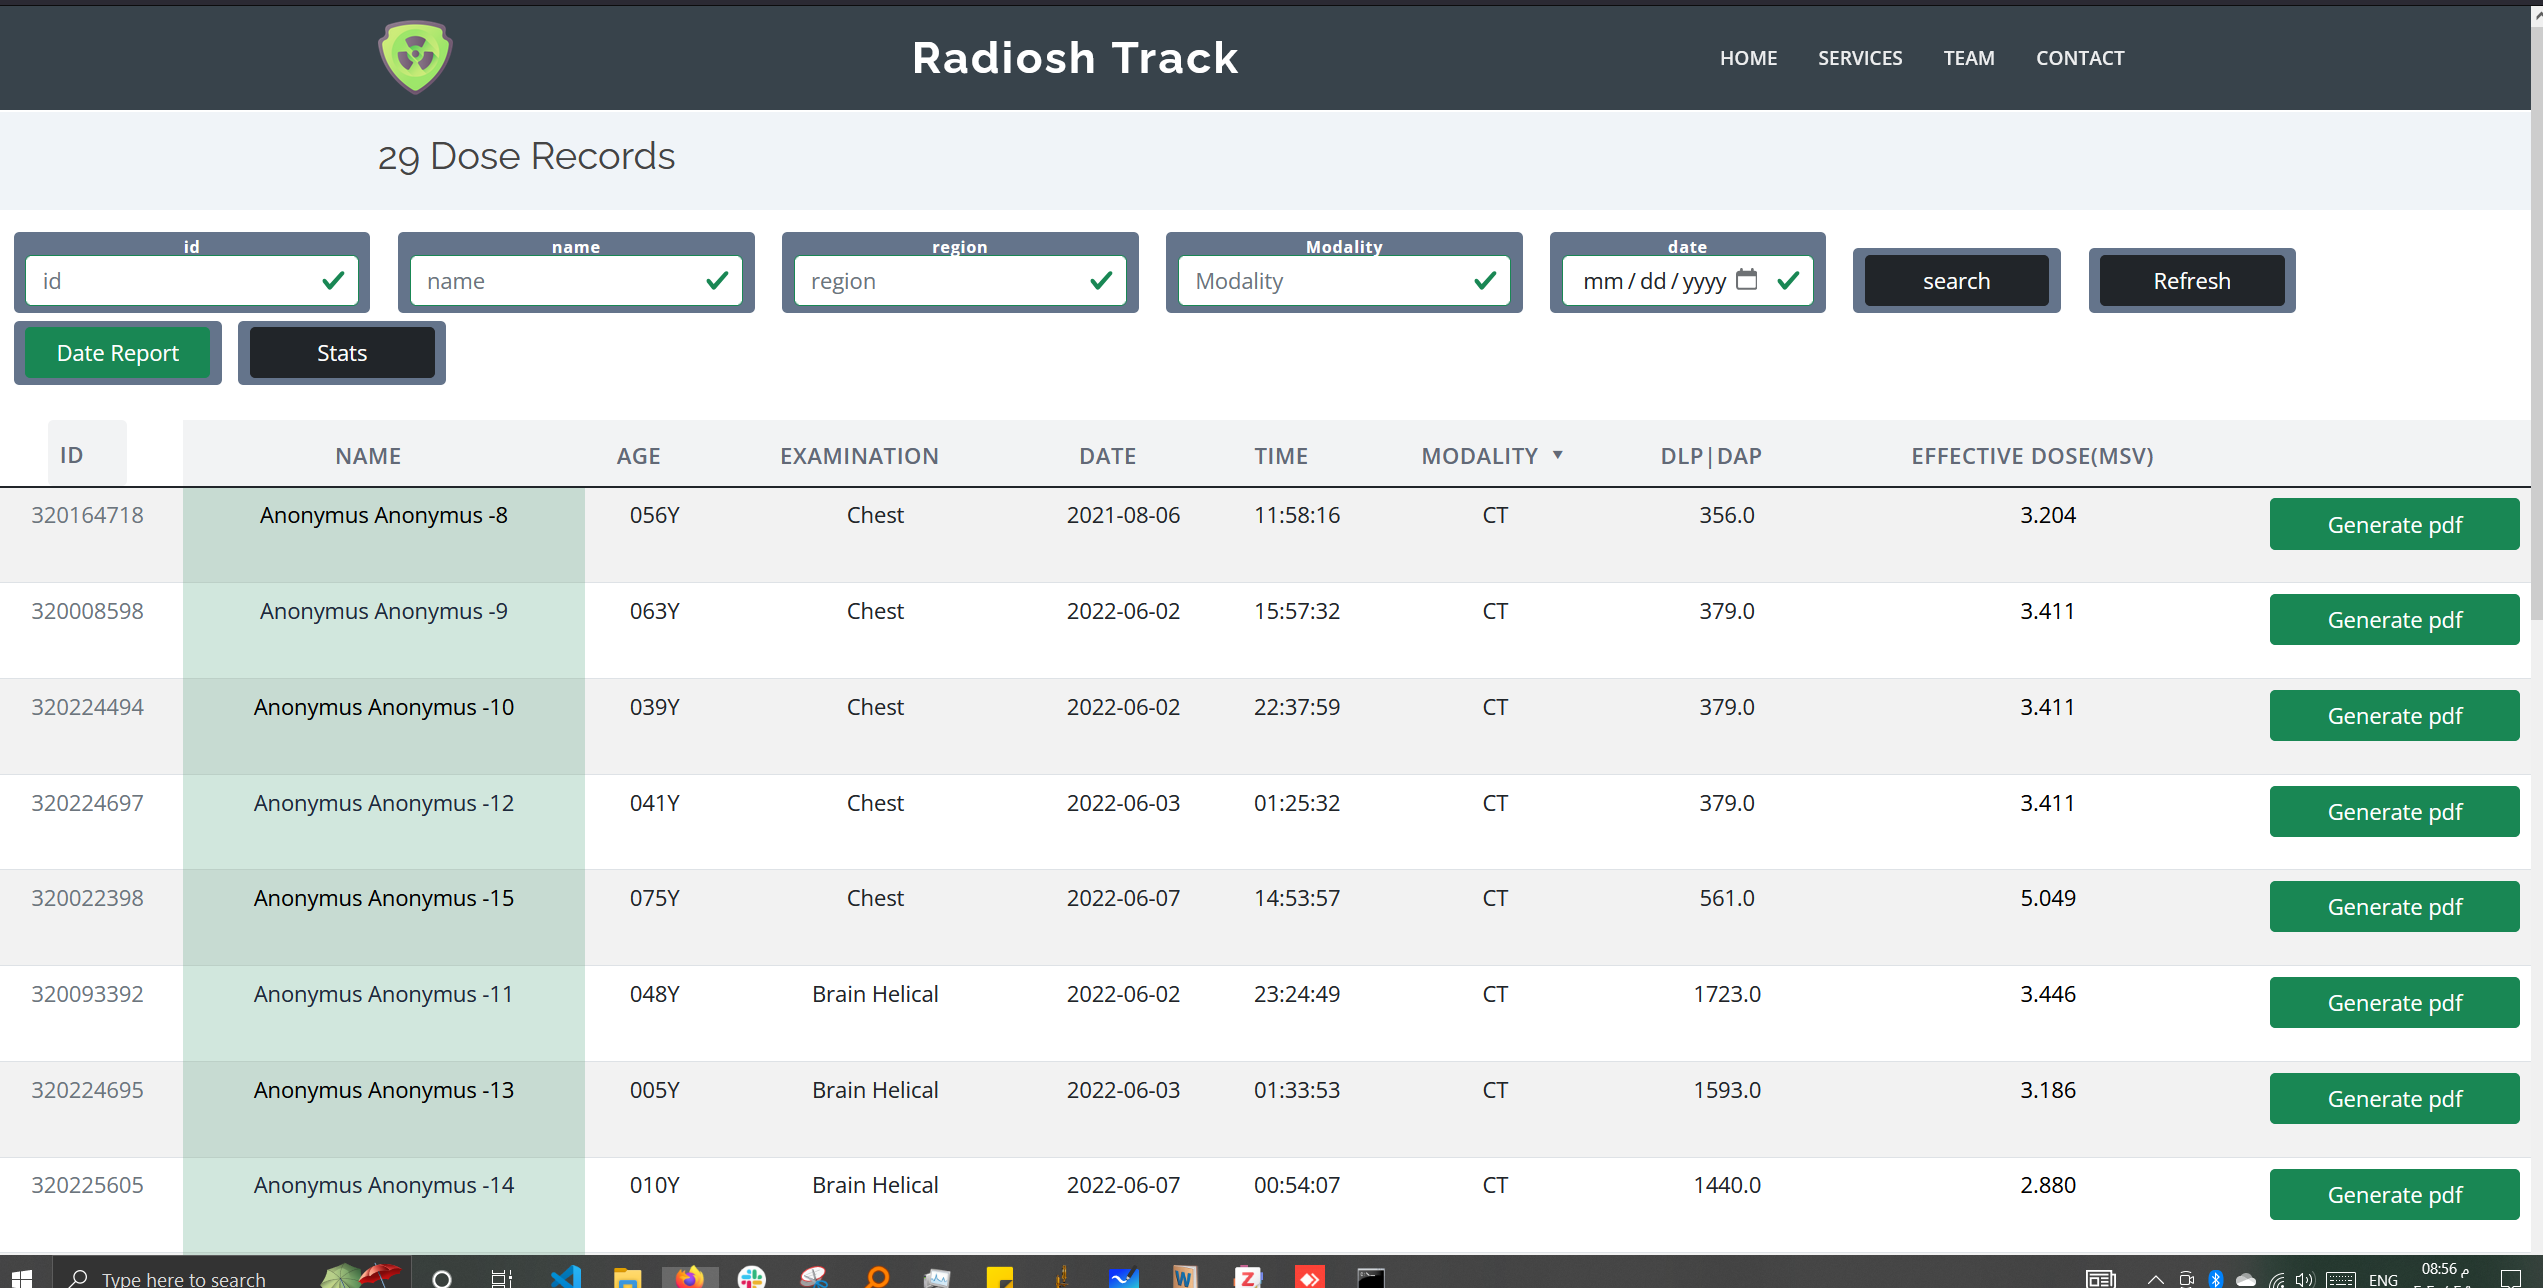 Radiosh Track
HOME SERVICES TEAM CONTACT
29 Dose Records
id name region Modality date
id name region Modality mm/dd/yyyy search Refresh
Date Report Stats
ID NAME AGE EXAMINATION DATE TIME MODALITY ▼ DLP|DAP EFFECTIVE DOSE(MSV)
320164718 Anonymus Anonymus -8 056Y Chest 2021-08-06 11:58:16 CT 356.0 3.204 Generate pdf
320008598 Anonymus Anonymus -9 063Y Chest 2022-06-02 15:57:32 CT 379.0 3.411 Generate pdf
320224494 Anonymus Anonymus -10 039Y Chest 2022-06-02 22:37:59 CT 379.0 3.411 Generate pdf
320224697 Anonymus Anonymus -12 041Y Chest 2022-06-03 01:25:32 CT 379.0 3.411 Generate pdf
320022398 Anonymus Anonymus -15 075Y Chest 2022-06-07 14:53:57 CT 561.0 5.049 Generate pdf
320093392 Anonymus Anonymus -11 048Y Brain Helical 2022-06-02 23:24:49 CT 1723.0 3.446 Generate pdf
320224695 Anonymus Anonymus -13 005Y Brain Helical 2022-06-03 01:33:53 CT 1593.0 3.186 Generate pdf
320225605 Anonymus Anonymus -14 010Y Brain Helical 2022-06-07 00:54:07 CT 1440.0 2.880 Generate pdf
Type here to search ENG 08:56 م